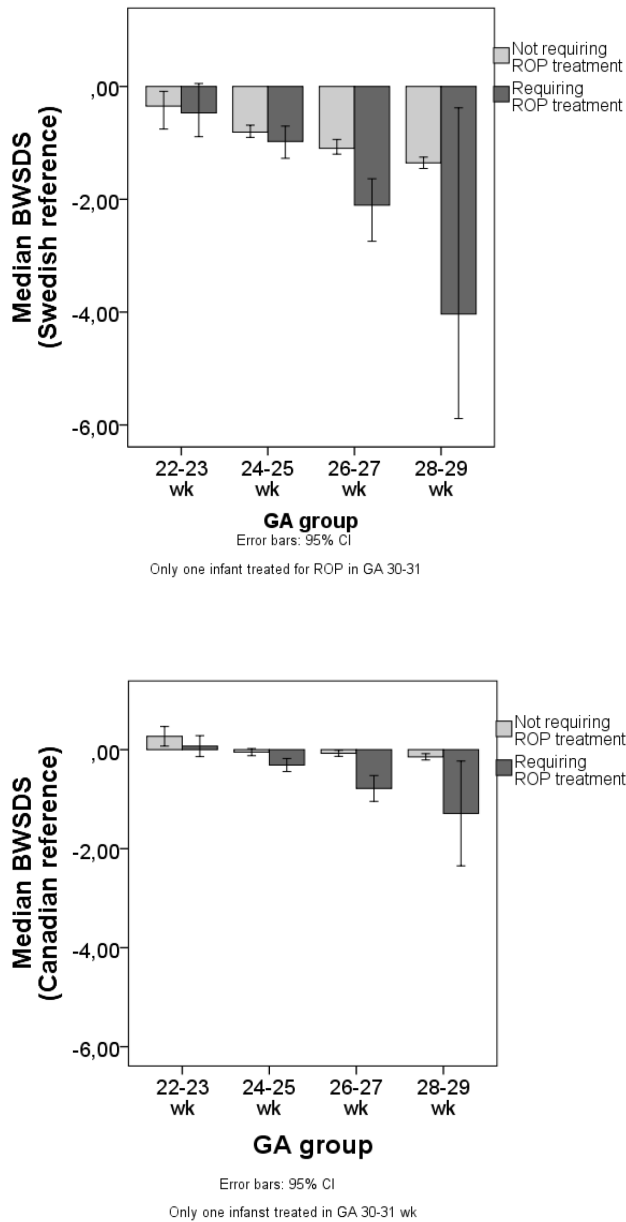 Not requiring
ROP treatment
Requiring
ROP treatment
Median BWSDS
(Swedish reference)
,00
-2,00
-4,00
-6,00
22-23
wk
24-25
wk
26-27
wk
28-29
wk
GA group
Error bars: 95% CI
Only one infant treated for ROP in GA 30-31
Not requiring
ROP treatment
Requiring
ROP treatment
Median BWSDS
(Canadian reference)
,00
-2,00
-4,00
-6,00
22-23
wk
24-25
wk
26-27
wk
28-29
wk
GA group
Error bars: 95% CI
Only one infanst treated in GA 30-31 wk